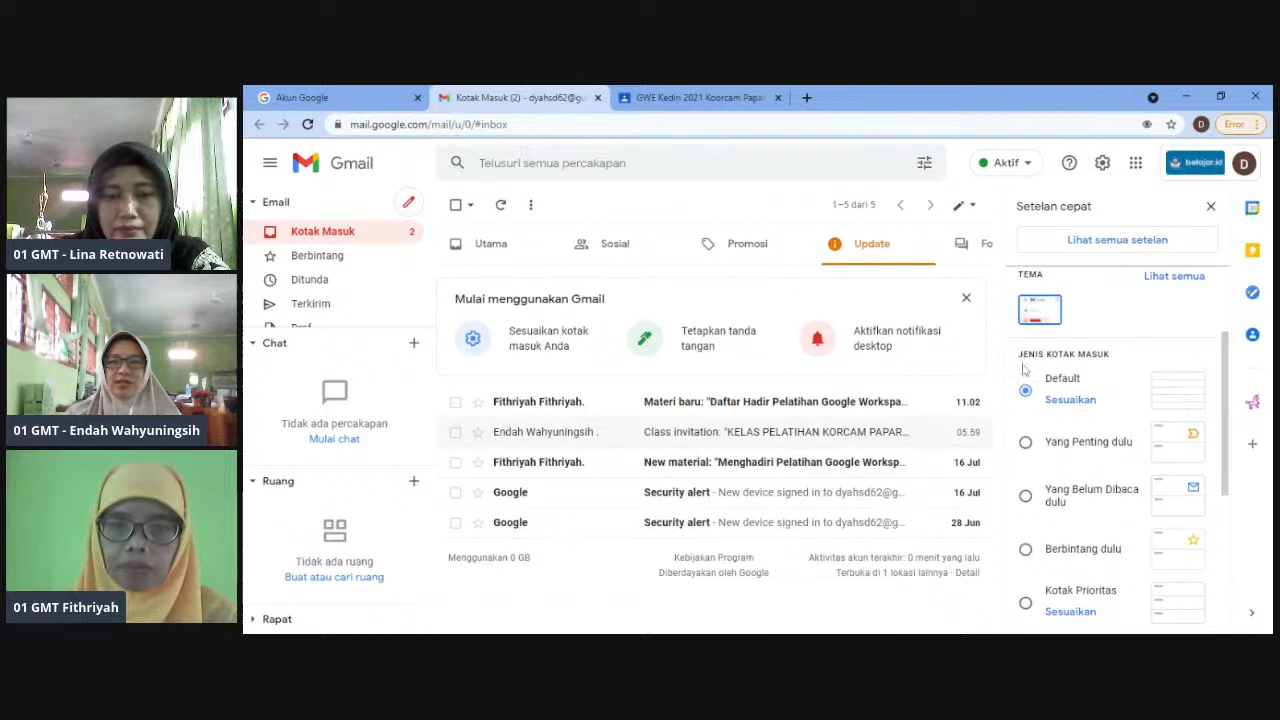 01 GMT - Lina Retnowati
01 GMT - Endah Wahyuningsih
01 GMT Fithriyah
Akun Google
Kotak Masuk (2) - dyahsd62@gu
GWE Kediri 2021 Koorcam Papar
mail.google.com/mail/u/0/#inbox
D
Error
Gmail
Telusuri semua percakapan
Aktif
belajar.id
D
Email
Kotak Masuk 2
Berbintang
Ditunda
Terkirim
Chat
Tidak ada percakapan
Mulai chat
Ruang
Tidak ada ruang
Buat atau cari ruang
Rapat
1–5 dari 5
Utama
Sosial
Promosi
Update
Fo
Mulai menggunakan Gmail
Sesuaikan kotak
masuk Anda
Tetapkan tanda
tangan
Aktifkan notifikasi
desktop
Fithriyah Fithriyah. Materi baru: "Daftar Hadir Pelatihan Google Workspa... 11.02
Endah Wahyuningsih . Class invitation: "KELAS PELATIHAN KORCAM PAPAR... 05.59
Fithriyah Fithriyah. New material: "Menghadiri Pelatihan Google Worksp... 16 Jul
Google Security alert - New device signed in to dyahsd62@g... 16 Jul
Google Security alert - New device signed in to dyahsd62@g... 28 Jun
Menggunakan 0 GB
Kebijakan Program
Diberdayakan oleh Google
Aktivitas akun terakhir: 0 menit yang lalu
Terbuka di 1 lokasi lainnya - Detail
Setelan cepat
Lihat semua setelan
TEMA
Lihat semua
JENIS KOTAK MASUK
Default
Sesuaikan
Yang Penting dulu
Yang Belum Dibaca
dulu
Berbintang dulu
Kotak Prioritas
Sesuaikan